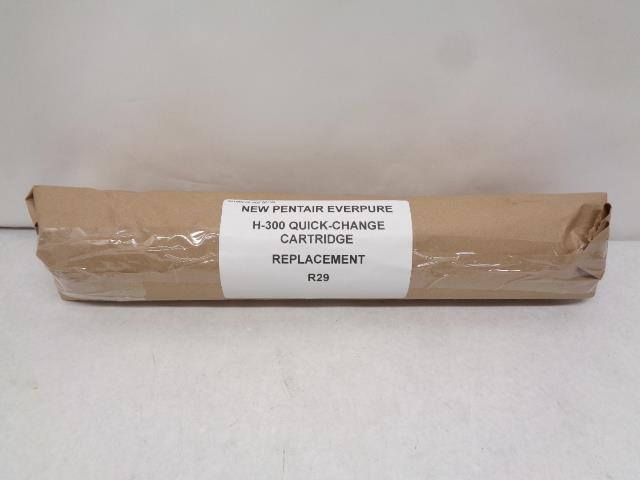 NEW PENTAIR EVERPURE
H-300 QUICK-CHANGE
CARTRIDGE
REPLACEMENT
R29